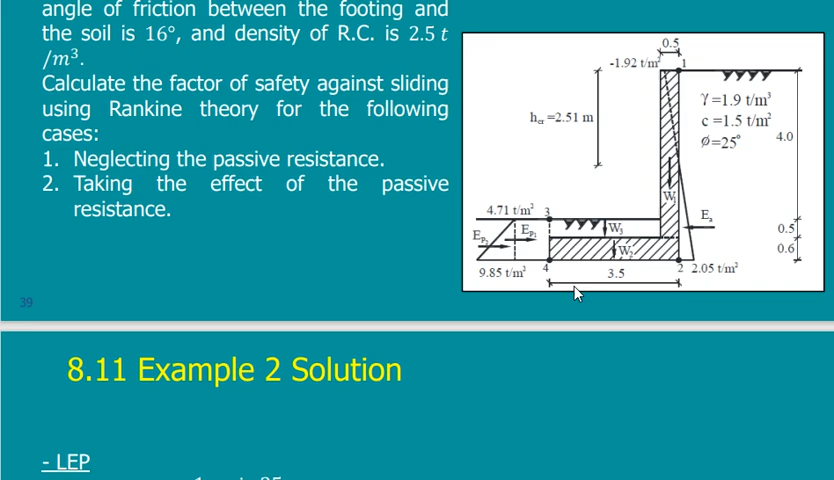 angle of friction between the footing and
the soil is 16°, and density of R.C. is 2.5 t
/m³.
Calculate the factor of safety against sliding
using Rankine theory for the following
cases:
1. Neglecting the passive resistance.
2. Taking the effect of the passive
resistance.
0.5
-1.92 t/m² 1
γ=1.9 t/m³
hcr =2.51 m
c =1.5 t/m²
ø=25°
4.0
W₁
4.71 t/m² 3
Ea
Ep₁
W₃
0.5
Ep₂
W₂
0.6
9.85 t/m² 4
3.5
2 2.05 t/m²
39
8.11 Example 2 Solution
- LEP